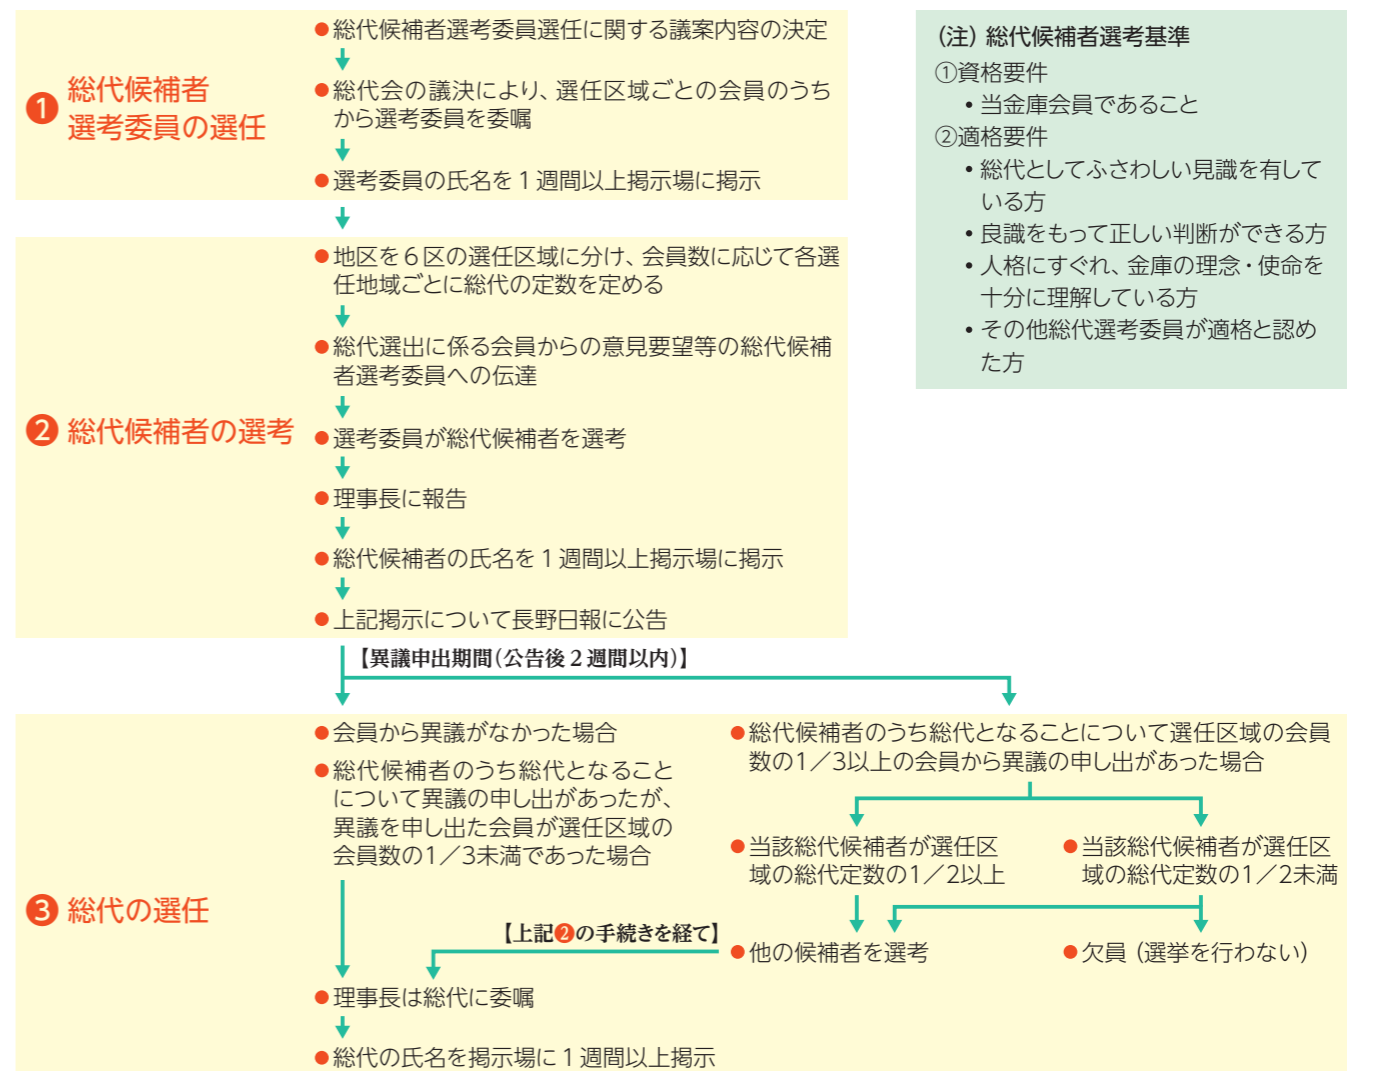 ❶ 総代候補者
選考委員の選任
●総代候補者選考委員選任に関する議案内容の決定
●総代会の議決により、選任区域ごとの会員のうち
から選考委員を委嘱
●選考委員の氏名を1週間以上掲示場に掲示
❷ 総代候補者の選考
●地区を6区の選任区域に分け、会員数に応じて各選
任地域ごとに総代の定数を定める
●総代選出に係る会員からの意見要望等の総代候補
者選考委員への伝達
●選考委員が総代候補者を選考
●理事長に報告
●総代候補者の氏名を1週間以上掲示場に掲示
●上記掲示について長野日報に公告
【異議申出期間(公告後2週間以内)】
❸ 総代の選任
●会員から異議がなかった場合
●総代候補者のうち総代となること
について異議の申し出があったが、
異議を申し出た会員が選任区域の
会員数の1/3未満であった場合
●総代候補者のうち総代となることについて選任区域の会員
数の1/3以上の会員から異議の申し出があった場合
●当該総代候補者が選任区
域の総代定数の1/2以上
●当該総代候補者が選任区
域の総代定数の1/2未満
●他の候補者を選考
●欠員(選挙を行わない)
【上記❷の手続きを経て】
●理事長は総代に委嘱
●総代の氏名を掲示場に1週間以上掲示
(注)総代候補者選考基準
①資格要件
・当金庫会員であること
②適格要件
・総代としてふさわしい見識を有して
いる方
・良識をもって正しい判断ができる方
・人格にすぐれ、金庫の理念・使命を
十分に理解している方
・その他総代選考委員が適格と認め
た方